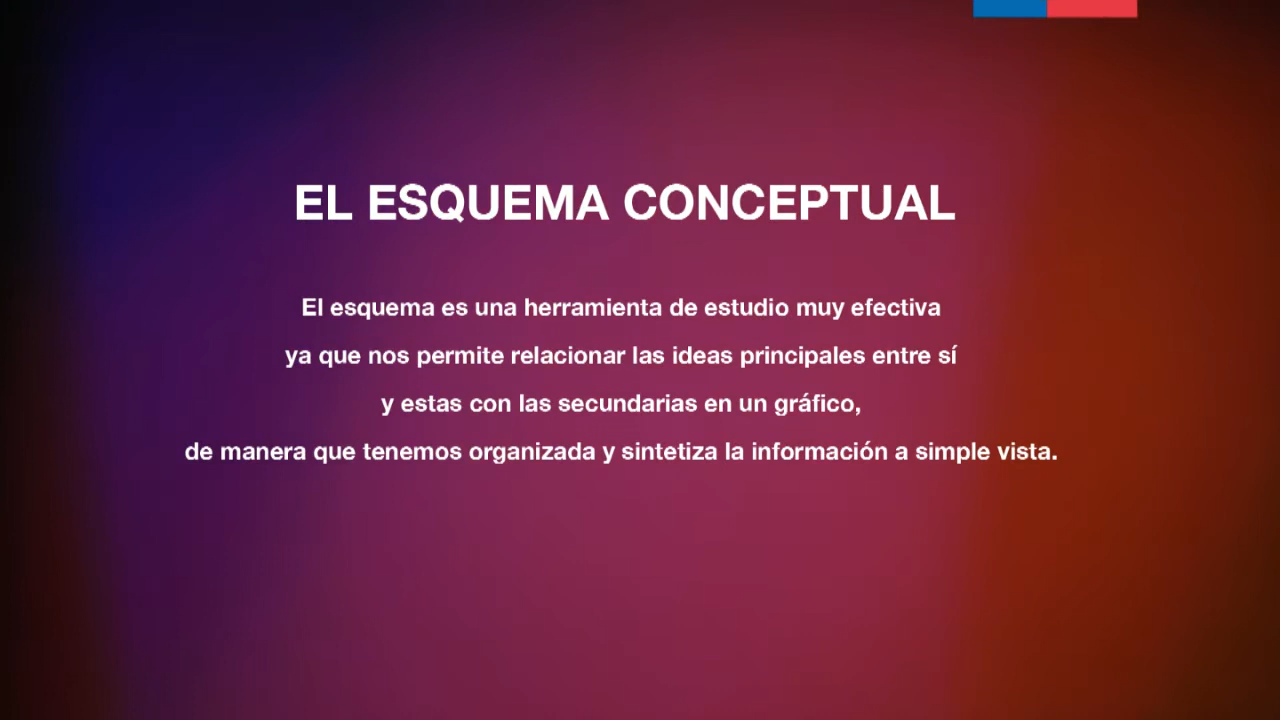 EL ESQUEMA CONCEPTUAL
El esquema es una herramienta de estudio muy efectiva
ya que nos permite relacionar las ideas principales entre sí
y estas con las secundarias en un gráfico,
de manera que tenemos organizada y sintetiza la información a simple vista.